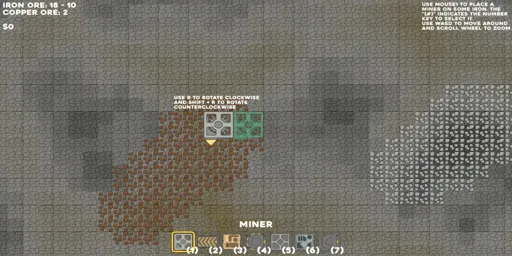 IRON ORE: 18 - 10
COPPER ORE: 2
$0
USE MOUSE1 TO PLACE A
MINER ON SOME IRON. THE
"[#]" INDICATES THE NUMBER
KEY TO SELECT IT.
USE WASD TO MOVE AROUND
AND SCROLL WHEEL TO ZOOM
USE R TO ROTATE CLOCKWISE
AND SHIFT + R TO ROTATE
COUNTERCLOCKWISE
MINER
(1) (2) (3) (4) (5) (6) (7)